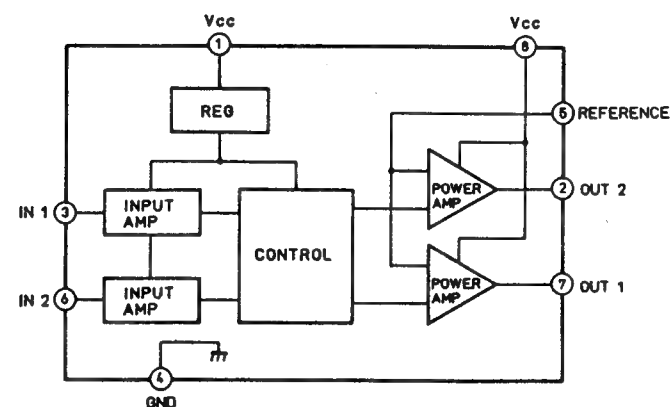 Vcc
Vcc
1
8
REG
5 REFERENCE
IN 1 3
INPUT
AMP
POWER
AMP
2 OUT 2
CONTROL
IN 2 6
INPUT
AMP
POWER
AMP
7 OUT 1
4
GND